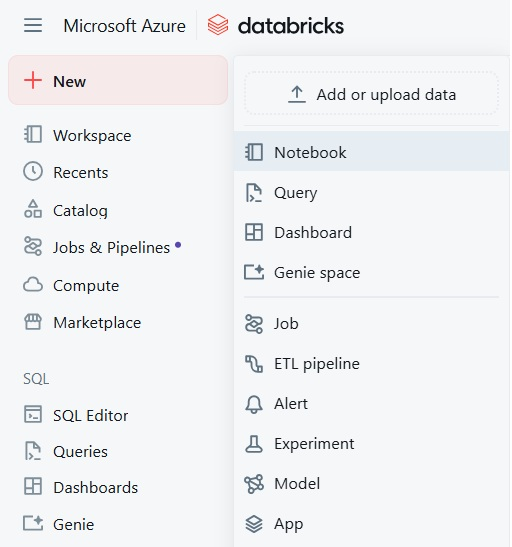 Microsoft Azure databricks
New
Workspace
Recents
Catalog
Jobs & Pipelines
Compute
Marketplace
SQL
SQL Editor
Queries
Dashboards
Genie
Add or upload data
Notebook
Query
Dashboard
Genie space
Job
ETL pipeline
Alert
Experiment
Model
App